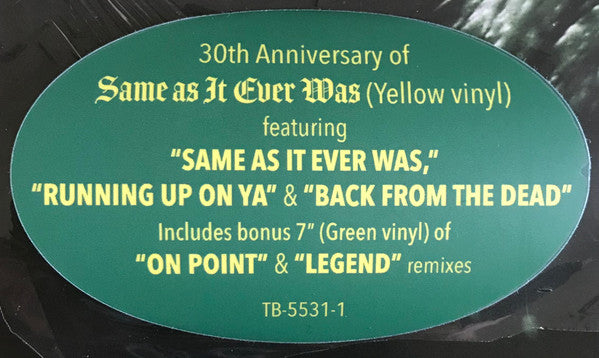 30th Anniversary of
Same as It Ever Was (Yellow vinyl)
featuring
“SAME AS IT EVER WAS,“
“RUNNING UP ON YA” & “BACK FROM THE DEAD”
Includes bonus 7” (Green vinyl) of
“ON POINT” & “LEGEND” remixes
TB-5531-1